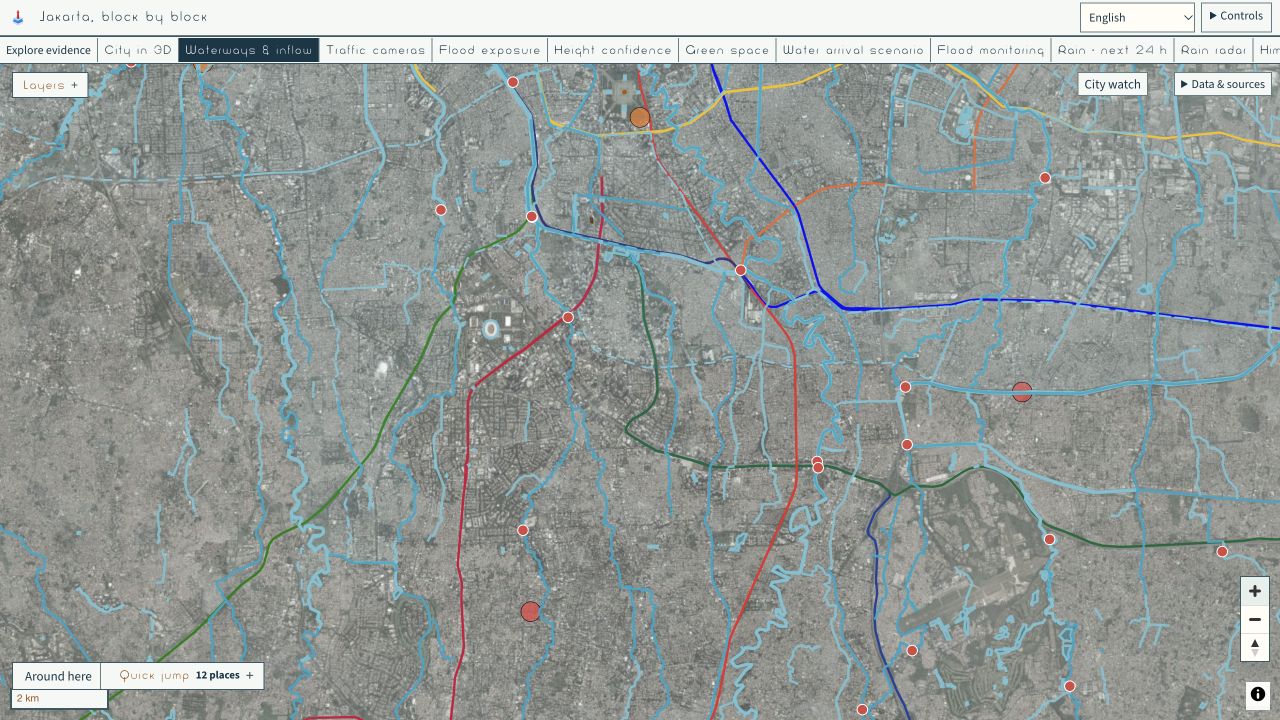 Jakarta, block by block
English
Controls
Explore evidence
City in 3D
Waterways & inflow
Traffic cameras
Flood exposure
Height confidence
Green space
Water arrival scenario
Flood monitoring
Rain · next 24 h
Rain radar
Layers +
City watch
Data & sources
Around here
Quick jump 12 places +
2 km